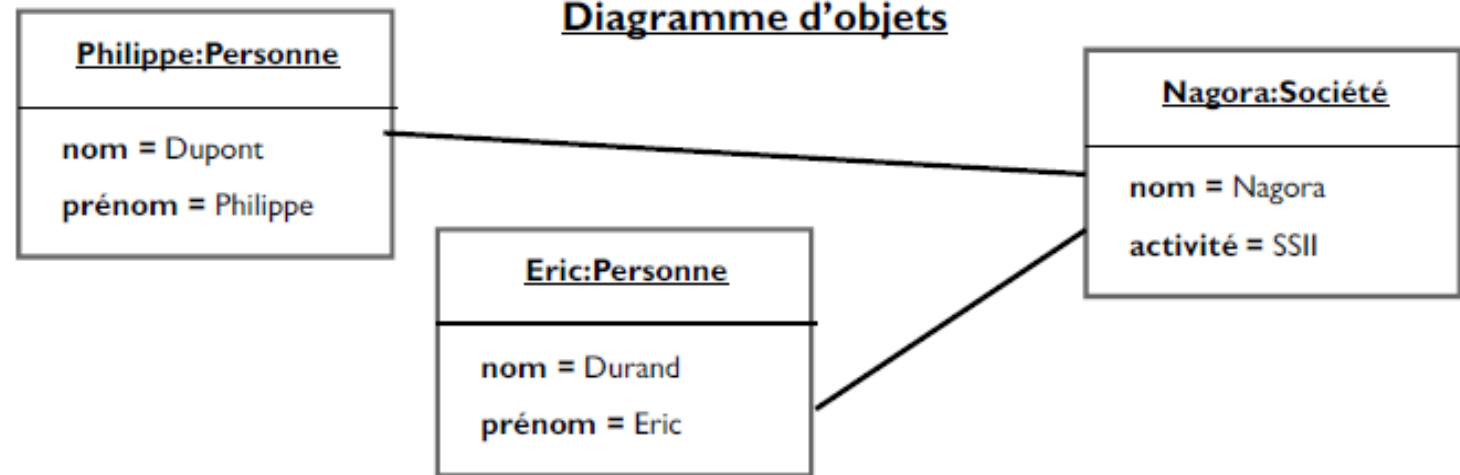 Diagramme d'objets
Philippe:Personne
nom = Dupont
prénom = Philippe
Eric:Personne
nom = Durand
prénom = Eric
Nagora:Société
nom = Nagora
activité = SSII